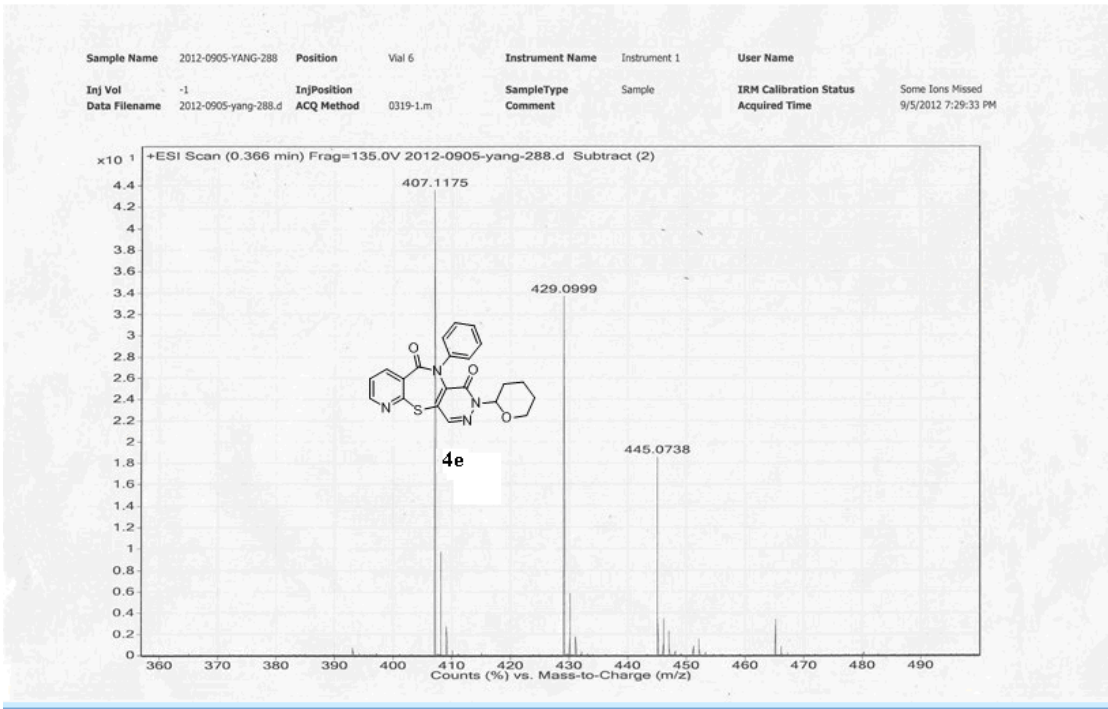 Sample Name 2012-0905-YANG-288 Position Vial 6 Instrument Name Instrument 1 User Name
Inj Vol -1 InjPosition SampleType Sample IRM Calibration Status Some Ions Missed
Data Filename 2012-0905-yang-288.d ACQ Method 0319-1.m Comment Acquired Time 9/5/2012 7:29:33 PM
x10 1 +ESI Scan (0.366 min) Frag=135.0V 2012-0905-yang-288.d Subtract (2)
407.1175
4.4
4.2
4
3.8
3.6
3.4
429.0999
3.2
3
2.8
O
2.6
N O
2.4
N
2.2
N S N O
2
445.0738
1.8
4e
1.6
1.4
1.2
1
0.8
0.6
0.4
0.2
0
360 370 380 390 400 410 420 430 440 450 460 470 480 490
Counts (%) vs. Mass-to-Charge (m/z)